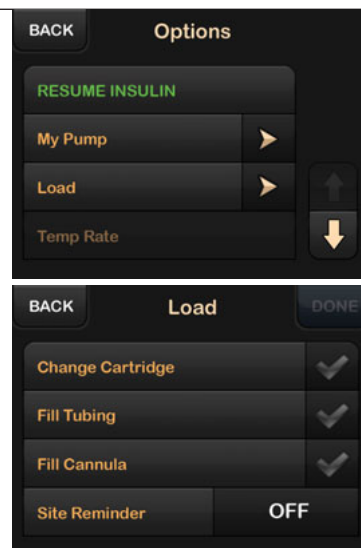 BACK Options
RESUME INSULIN
My Pump
Load
Temp Rate
BACK Load DONE
Change Cartridge
Fill Tubing
Fill Cannula
Site Reminder OFF